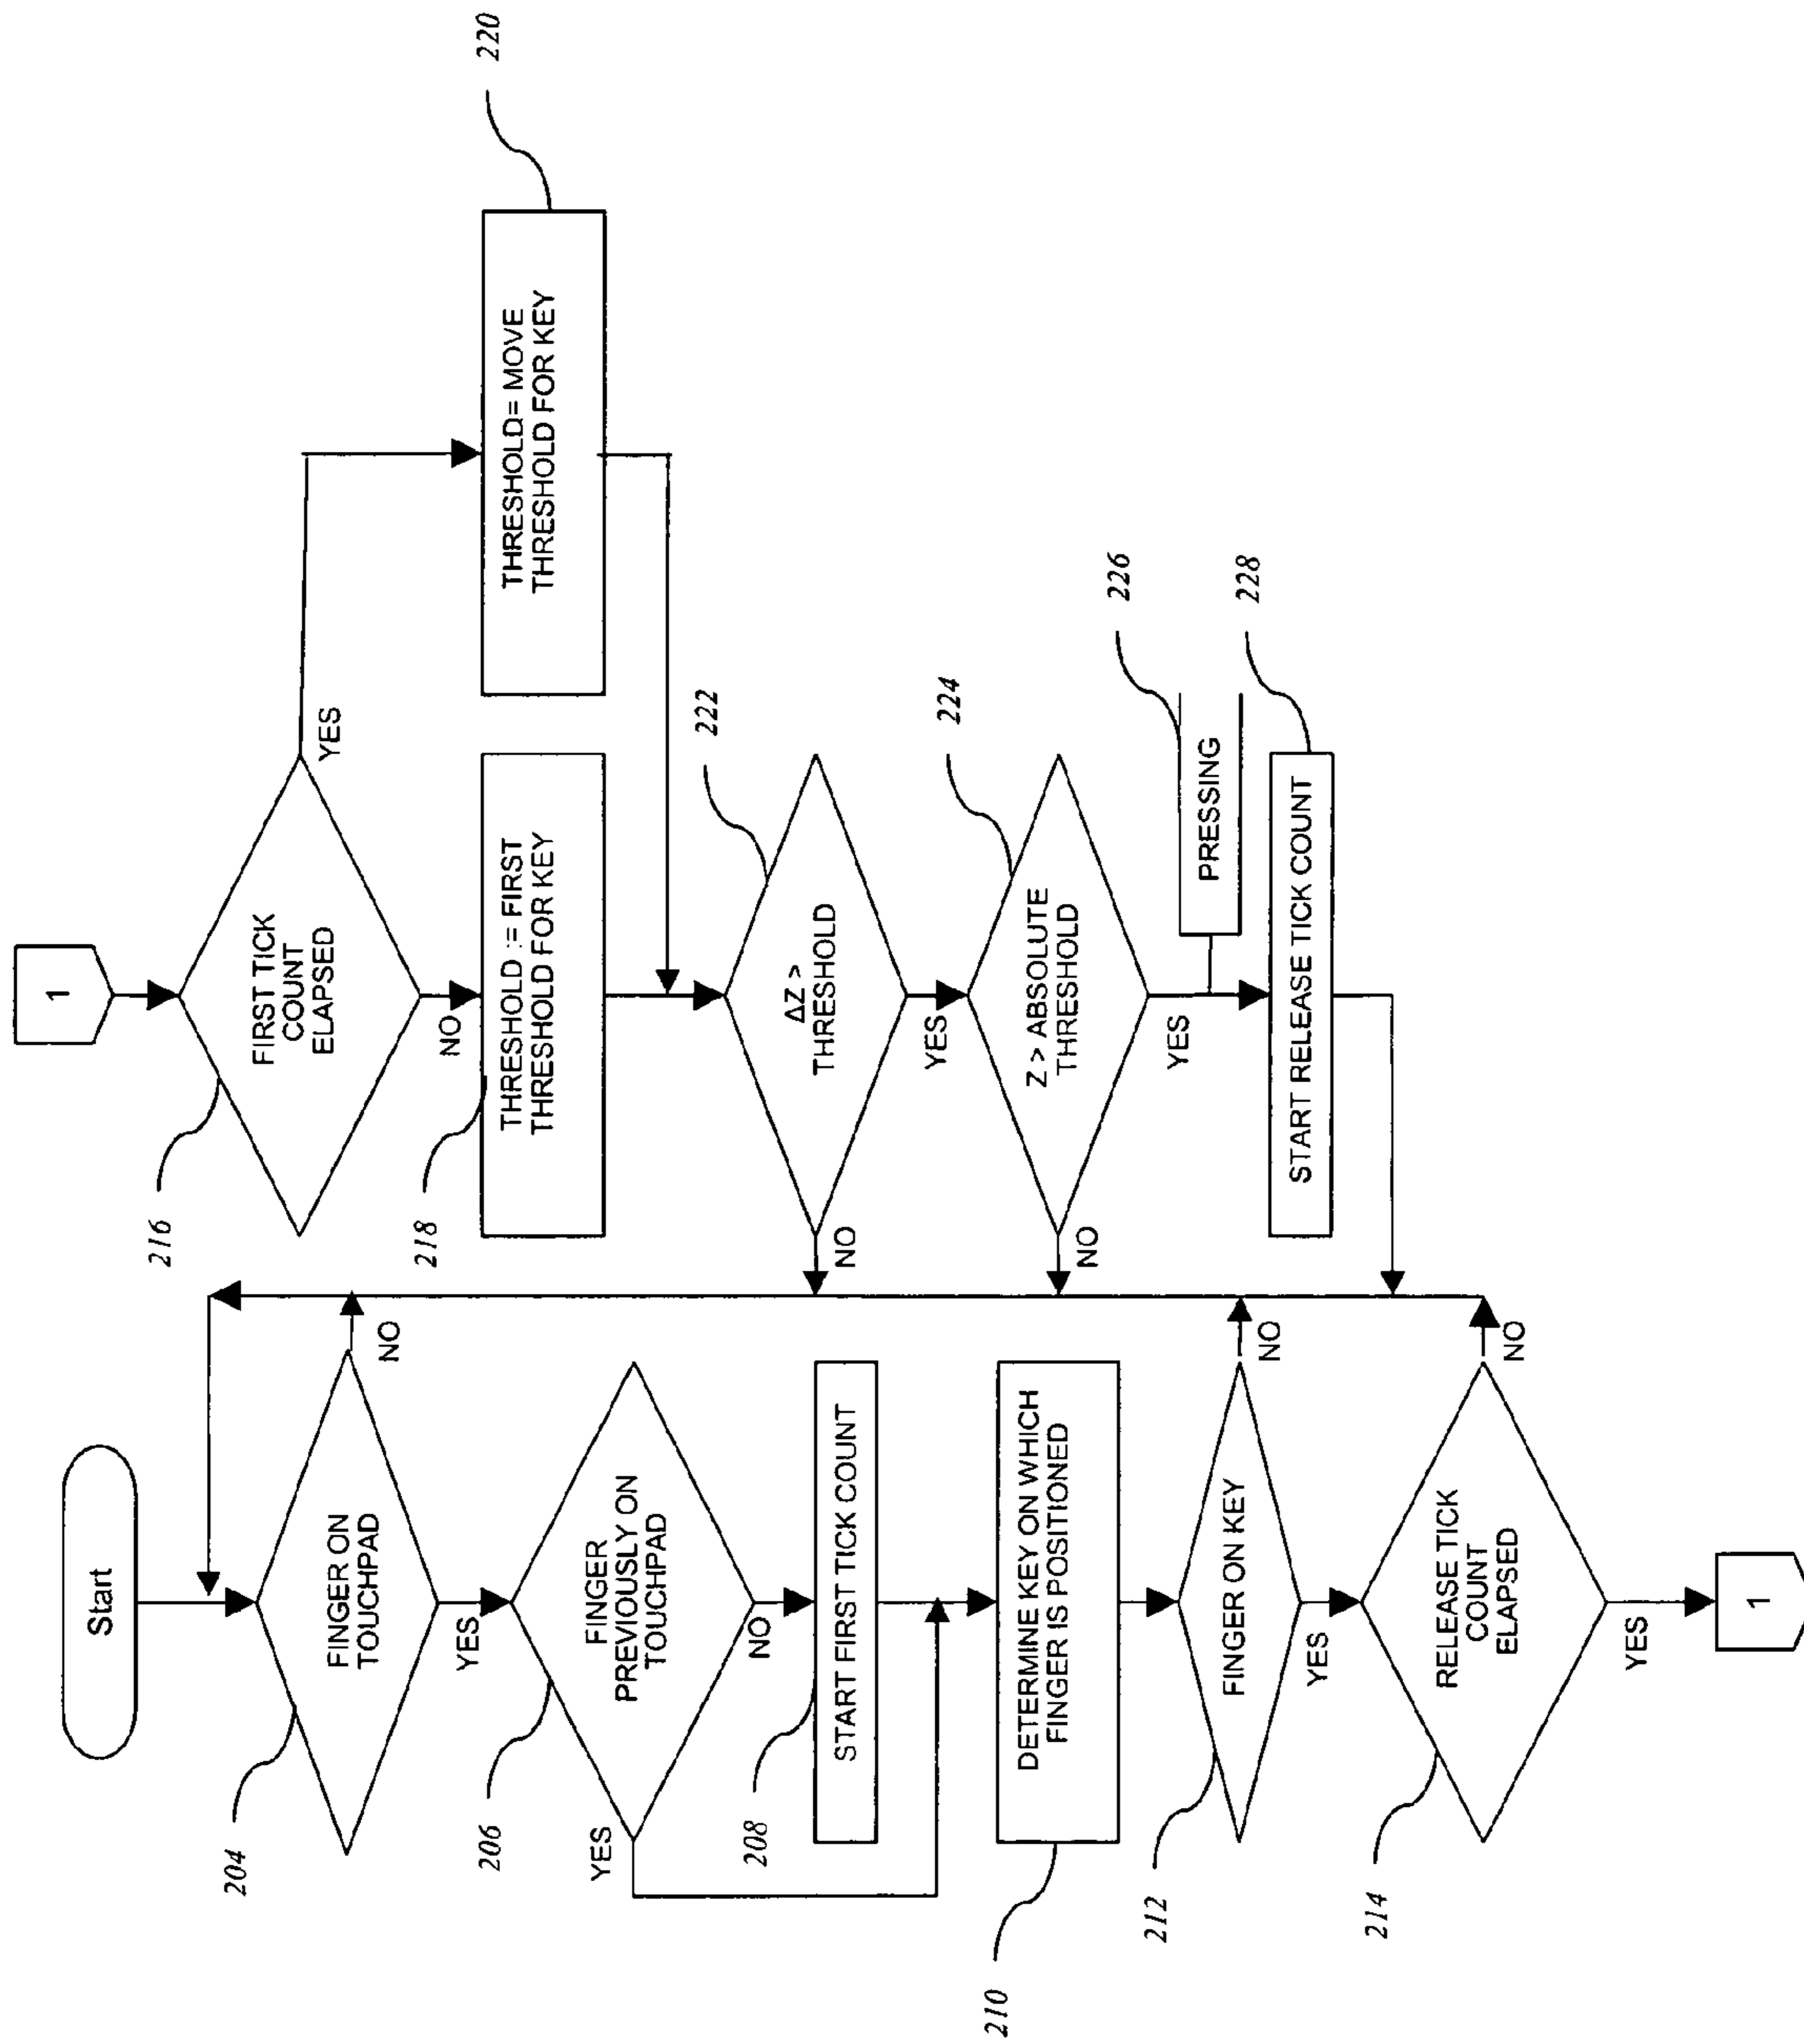 Start
204
FINGER ON
TOUCHPAD
NO
YES
206
FINGER
PREVIOUSLY ON
TOUCHPAD
YES
NO
208
START FIRST TICK COUNT
210
DETERMINE KEY ON WHICH
FINGER IS POSITIONED
212
FINGER ON KEY
NO
YES
214
RELEASE TICK
COUNT
ELAPSED
NO
YES
1
1
216
FIRST TICK
COUNT
ELAPSED
YES
NO
218
THRESHOLD := FIRST
THRESHOLD FOR KEY
THRESHOLD= MOVE
THRESHOLD FOR KEY
220
222
ΔZ >
THRESHOLD
NO
YES
224
Z > ABSOLUTE
THRESHOLD
NO
YES
PRESSING
226
START RELEASE TICK COUNT
228